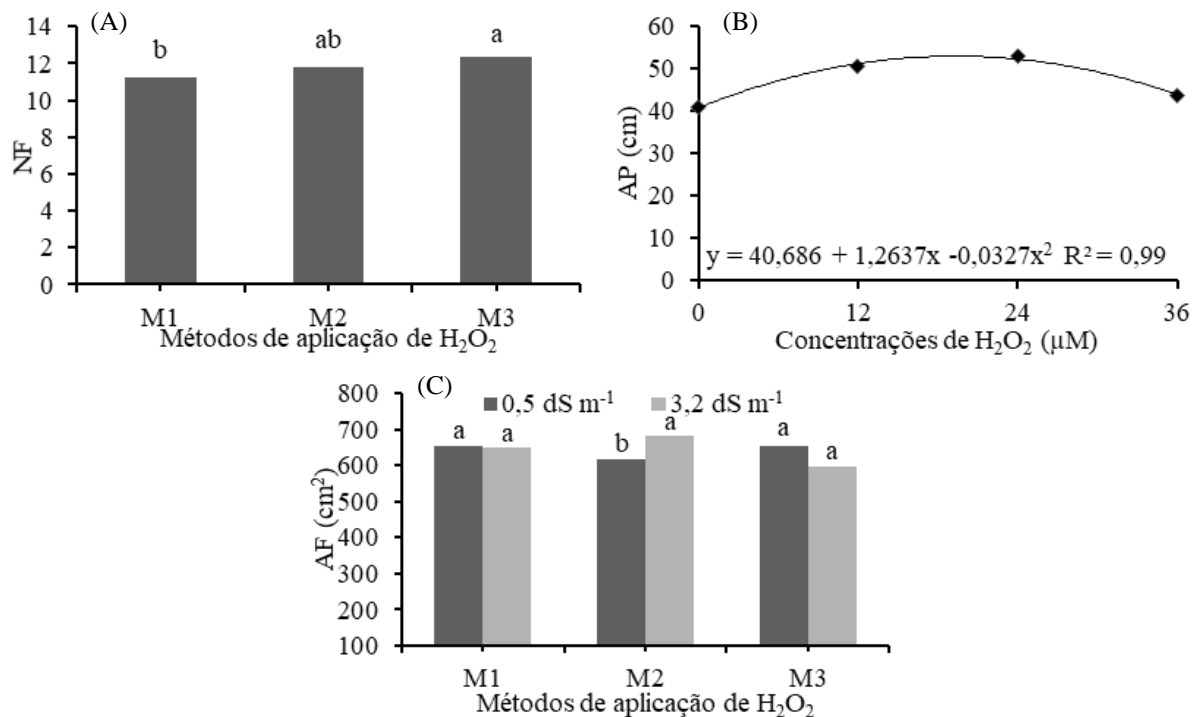 (A)
14
12
10
8
6
4
2
0
NF
b
ab
a
M1
M2
M3
Métodos de aplicação de H₂O₂
(B)
60
50
40
30
20
10
0
AP (cm)
y = 40,686 + 1,2637x -0,0327x² R² = 0,99
0
12
24
36
Concentrações de H₂O₂ (µM)
(C)
0,5 dS m⁻¹
3,2 dS m⁻¹
800
700
600
500
400
300
200
100
AF (cm²)
a
a
b
a
a
a
M1
M2
M3
Métodos de aplicação de H₂O₂